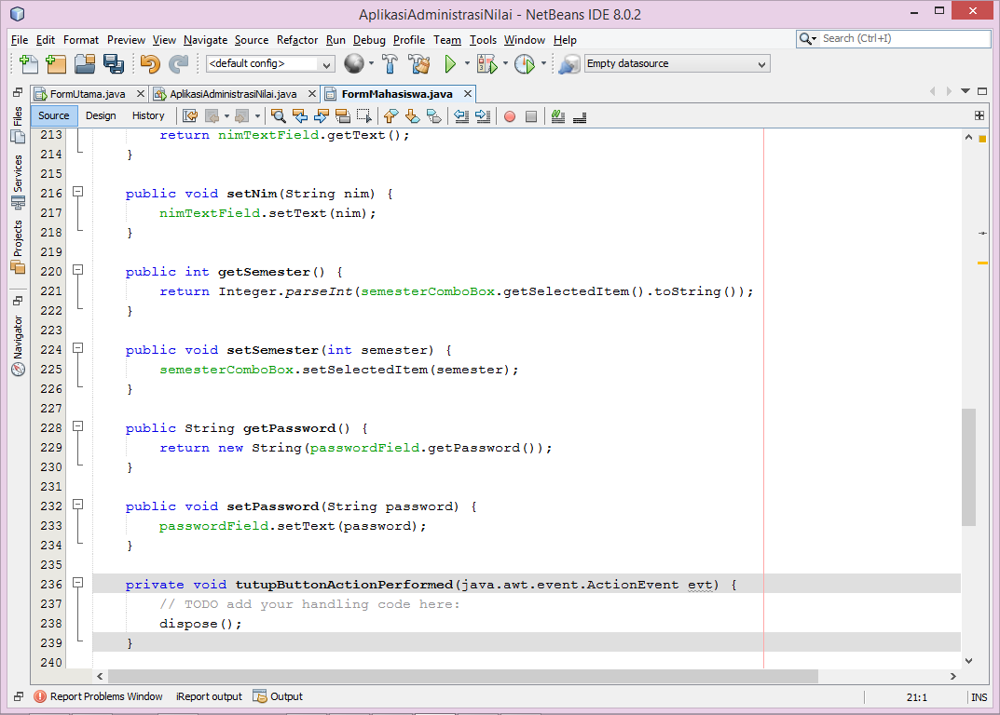 AplikasiAdministrasiNilai - NetBeans IDE 8.0.2
File Edit Format Preview View Navigate Source Refactor Run Debug Profile Team Tools Window Help
Search (Ctrl+I)
<default config>
Empty datasource
FormUtama.java
AplikasiAdministrasiNilai.java
FormMahasiswa.java
Source Design History
Files
Services
Projects
Navigator
213 return nimTextField.getText();
214 }
215
216 public void setNim(String nim) {
217 nimTextField.setText(nim);
218 }
219
220 public int getSemester() {
221 return Integer.parseInt(semesterComboBox.getSelectedItem().toString());
222 }
223
224 public void setSemester(int semester) {
225 semesterComboBox.setSelectedItem(semester);
226 }
227
228 public String getPassword() {
229 return new String(passwordField.getPassword());
230 }
231
232 public void setPassword(String password) {
233 passwordField.setText(password);
234 }
235
236 private void tutupButtonActionPerformed(java.awt.event.ActionEvent evt) {
237 // TODO add your handling code here:
238 dispose();
239 }
240
Report Problems Window iReport output Output
21:1 INS